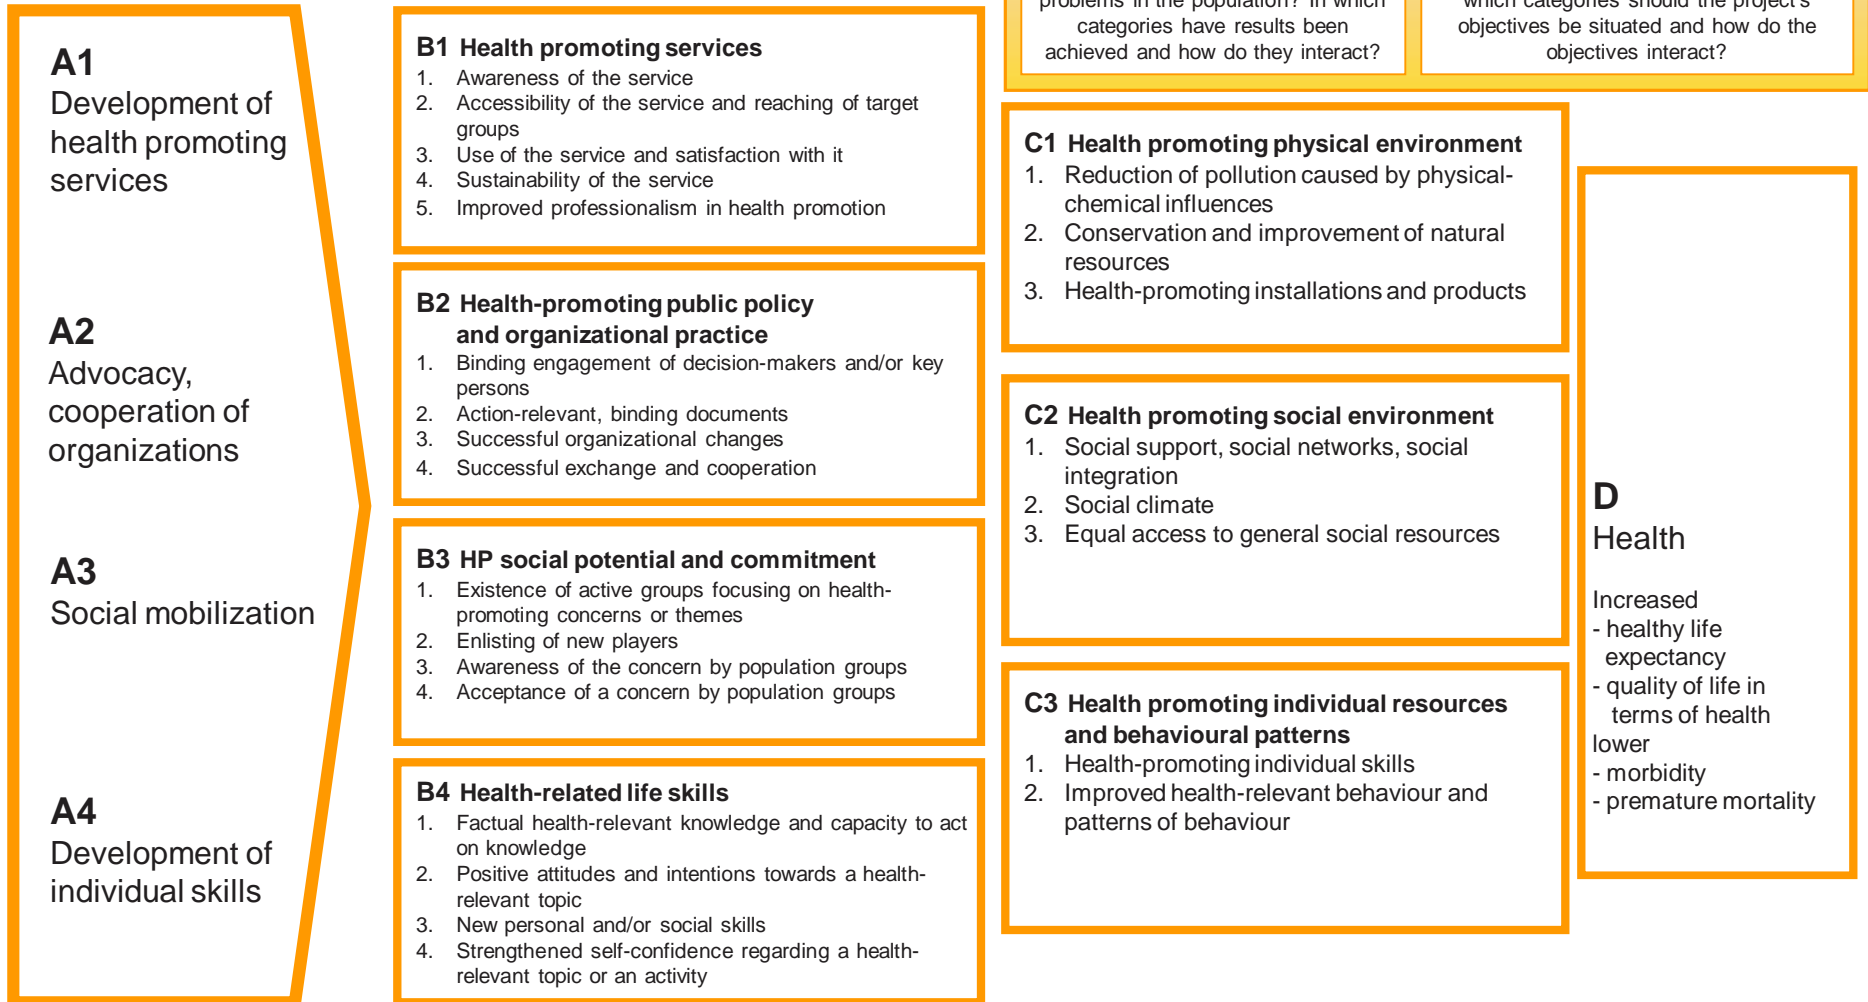 A1
Development of
health promoting
services
A2
Advocacy,
cooperation of
organizations
A3
Social mobilization
A4
Development of
individual skills
B1 Health promoting services
1. Awareness of the service
2. Accessibility of the service and reaching of target
groups
3. Use of the service and satisfaction with it
4. Sustainability of the service
5. Improved professionalism in health promotion
B2 Health-promoting public policy
and organizational practice
1. Binding engagement of decision-makers and/or key
persons
2. Action-relevant, binding documents
3. Successful organizational changes
4. Successful exchange and cooperation
B3 HP social potential and commitment
1. Existence of active groups focusing on health-
promoting concerns or themes
2. Enlisting of new players
3. Awareness of the concern by population groups
4. Acceptance of a concern by population groups
B4 Health-related life skills
1. Factual health-relevant knowledge and capacity to act
on knowledge
2. Positive attitudes and intentions towards a health-
relevant topic
3. New personal and/or social skills
4. Strengthened self-confidence regarding a health-
relevant topic or an activity
problems in the population? In which
categories have results been
achieved and how do they interact?
which categories should the project's
objectives be situated and how do the
objectives interact?
C1 Health promoting physical environment
1. Reduction of pollution caused by physical-
chemical influences
2. Conservation and improvement of natural
resources
3. Health-promoting installations and products
C2 Health promoting social environment
1. Social support, social networks, social
integration
2. Social climate
3. Equal access to general social resources
C3 Health promoting individual resources
and behavioural patterns
1. Health-promoting individual skills
2. Improved health-relevant behaviour and
patterns of behaviour
D
Health
Increased
- healthy life
expectancy
- quality of life in
terms of health
lower
- morbidity
- premature mortality